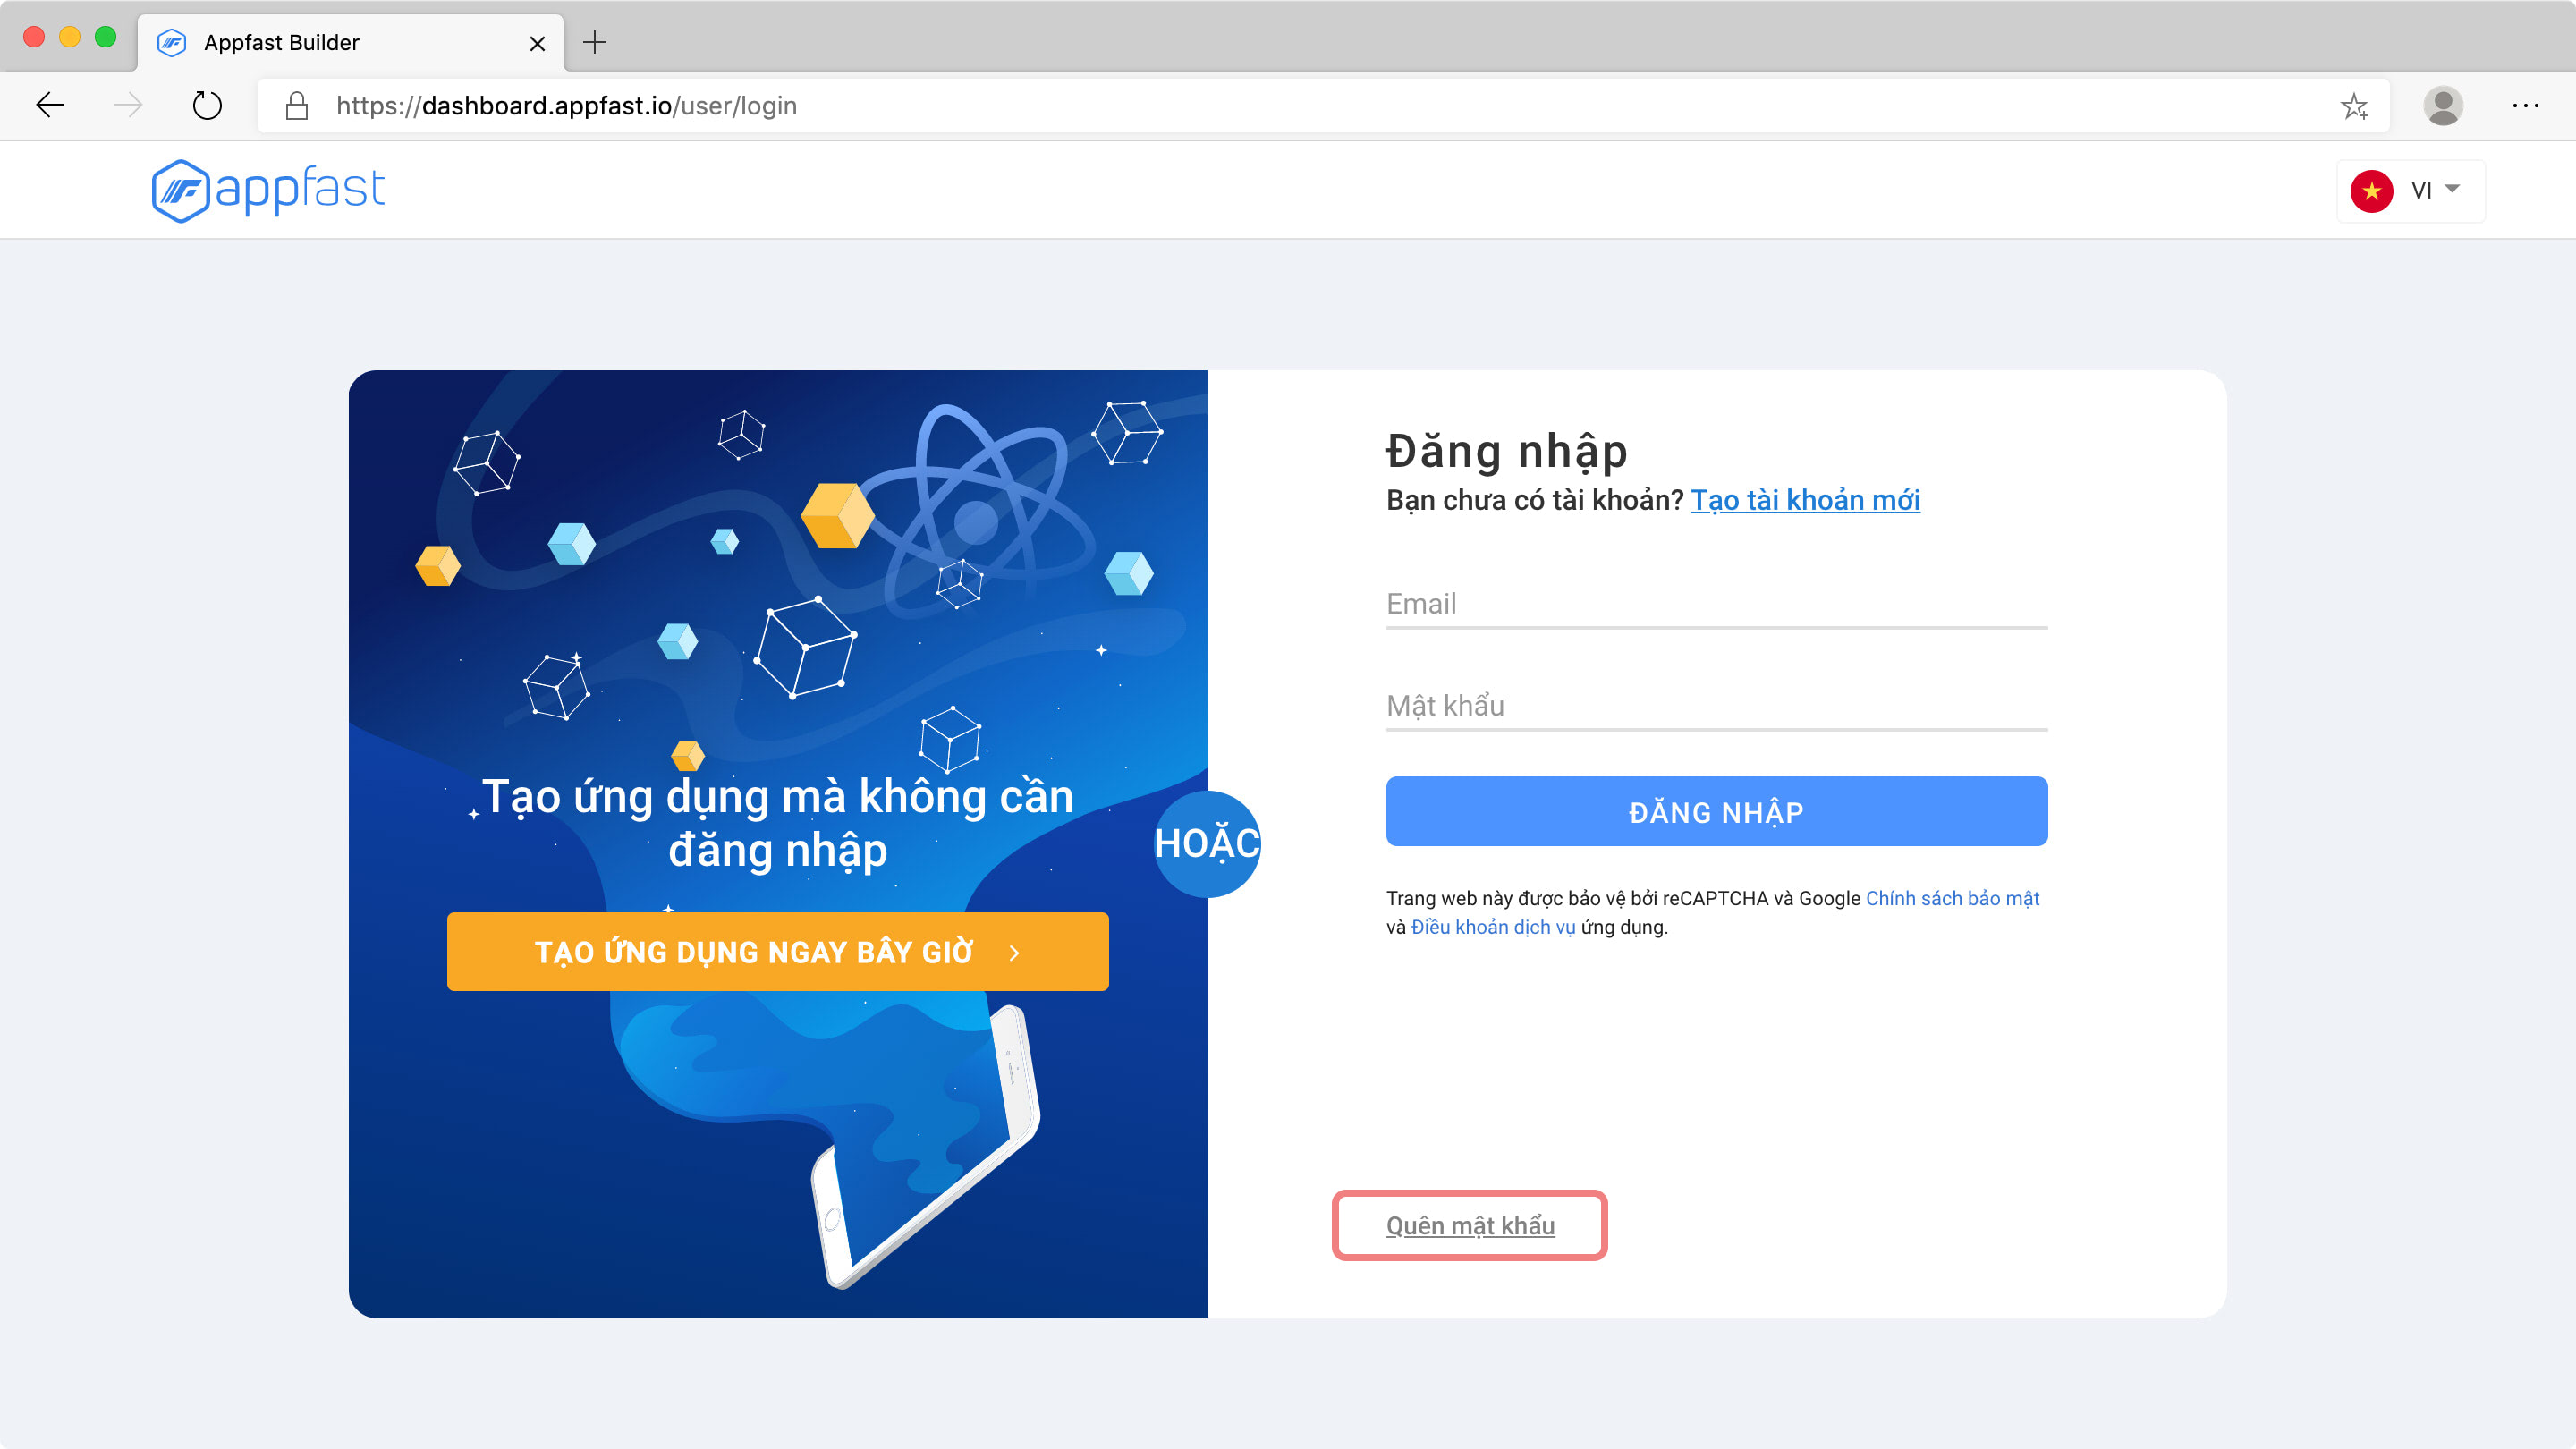 Appfast Builder
https://dashboard.appfast.io/user/login
appfast
VI
Đăng nhập
Bạn chưa có tài khoản? Tạo tài khoản mới
Email
Mật khẩu
ĐĂNG NHẬP
Trang web này được bảo vệ bởi reCAPTCHA và Google Chính sách bảo mật
và Điều khoản dịch vụ ứng dụng.
Quên mật khẩu
Tạo ứng dụng mà không cần
đăng nhập
TẠO ỨNG DỤNG NGAY BÂY GIỜ
HOẶC